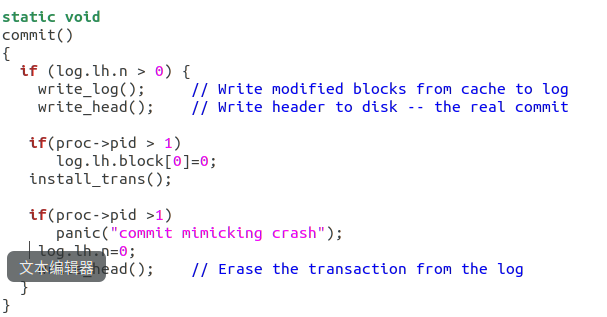 static void
commit()
{
  if (log.lh.n > 0) {
    write_log();     // Write modified blocks from cache to log
    write_head();    // Write header to disk -- the real commit

   if(proc->pid > 1)
      log.lh.block[0]=0;
   install_trans();

   if(proc->pid >1)
      panic("commit mimicking crash");
    log.lh.n=0;
文本编辑器 head();    // Erase the transaction from the log
  }
}